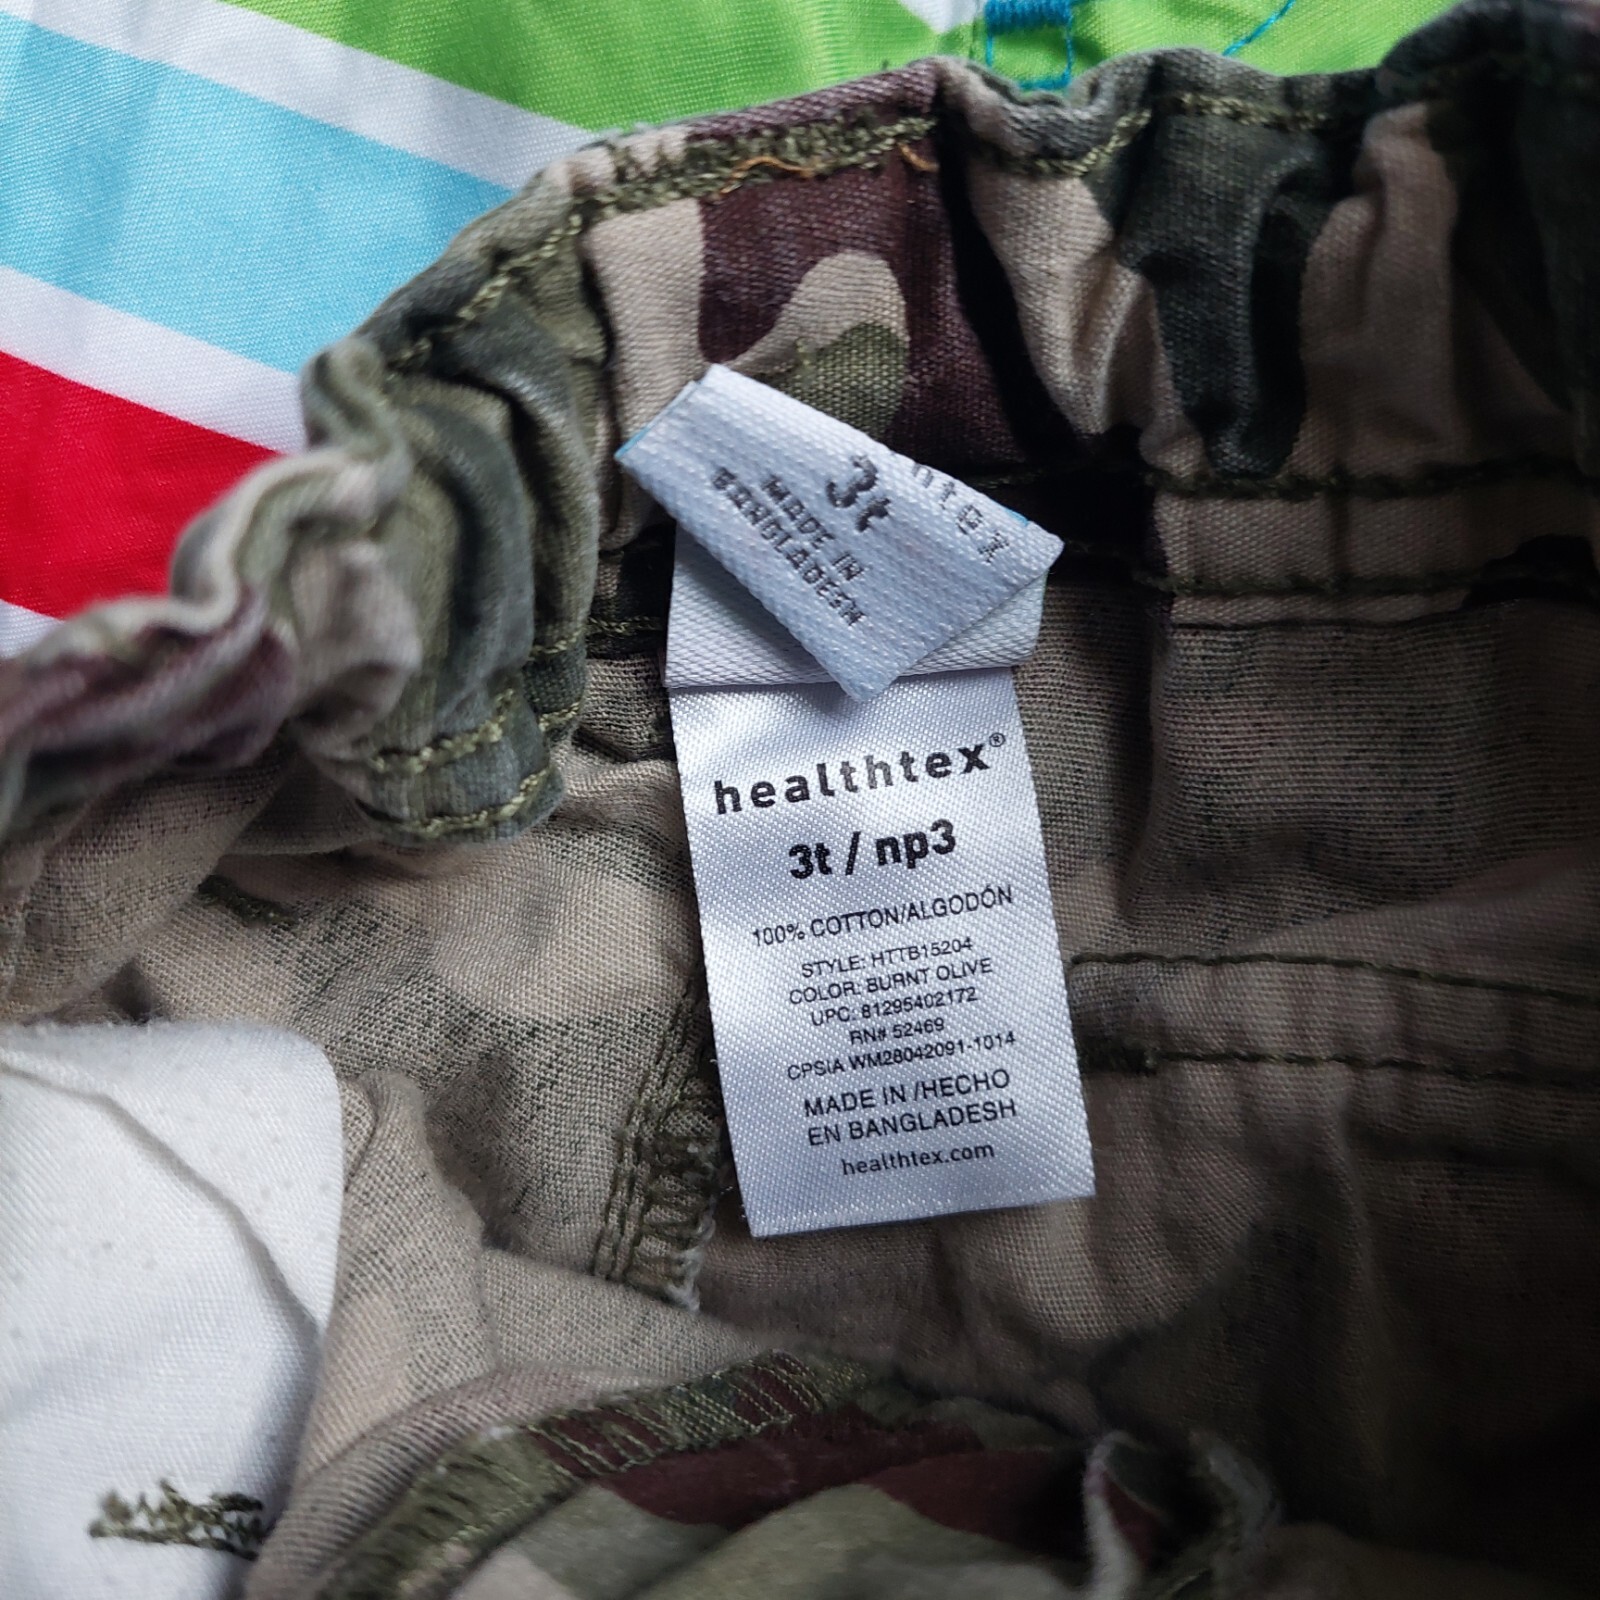 ntex
3t
MADE IN
BANGLADESH
healthtex®
3t / np3
100% COTTON/ALGODÓN
STYLE: HTTB15204
COLOR: BURNT OLIVE
UPC: 81295402172
RN# 52469
CPSIA WM28042091-1014
MADE IN /HECHO
EN BANGLADESH
healthtex.com